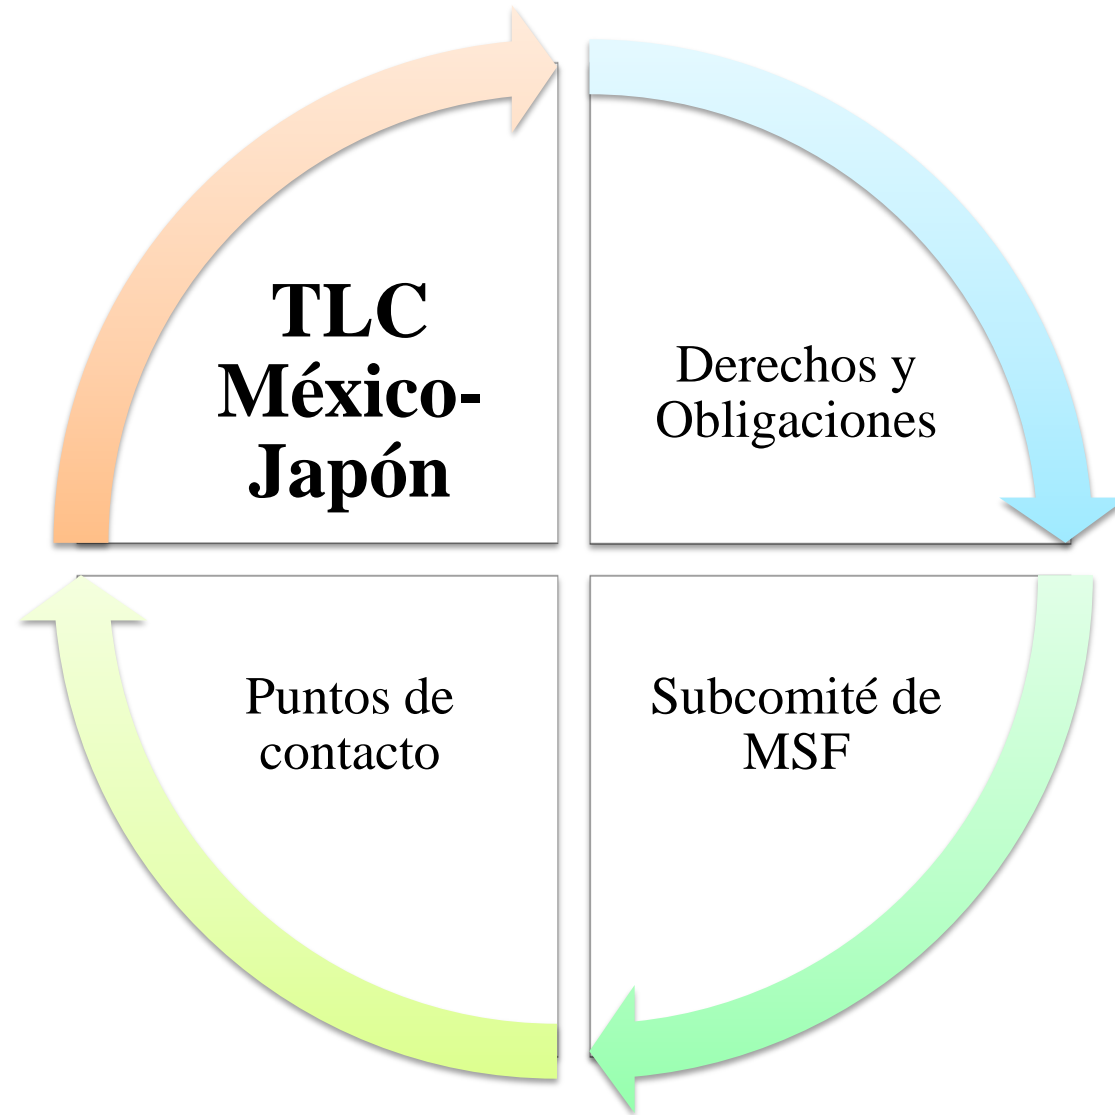 TLC
México-
Japón
Derechos y
Obligaciones
Puntos de
contacto
Subcomité de
MSF